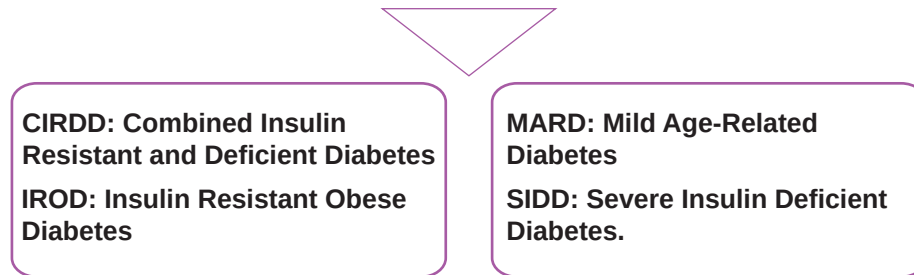 CIRDD: Combined Insulin
Resistant and Deficient Diabetes
IROD: Insulin Resistant Obese
Diabetes
MARD: Mild Age-Related
Diabetes
SIDD: Severe Insulin Deficient
Diabetes.